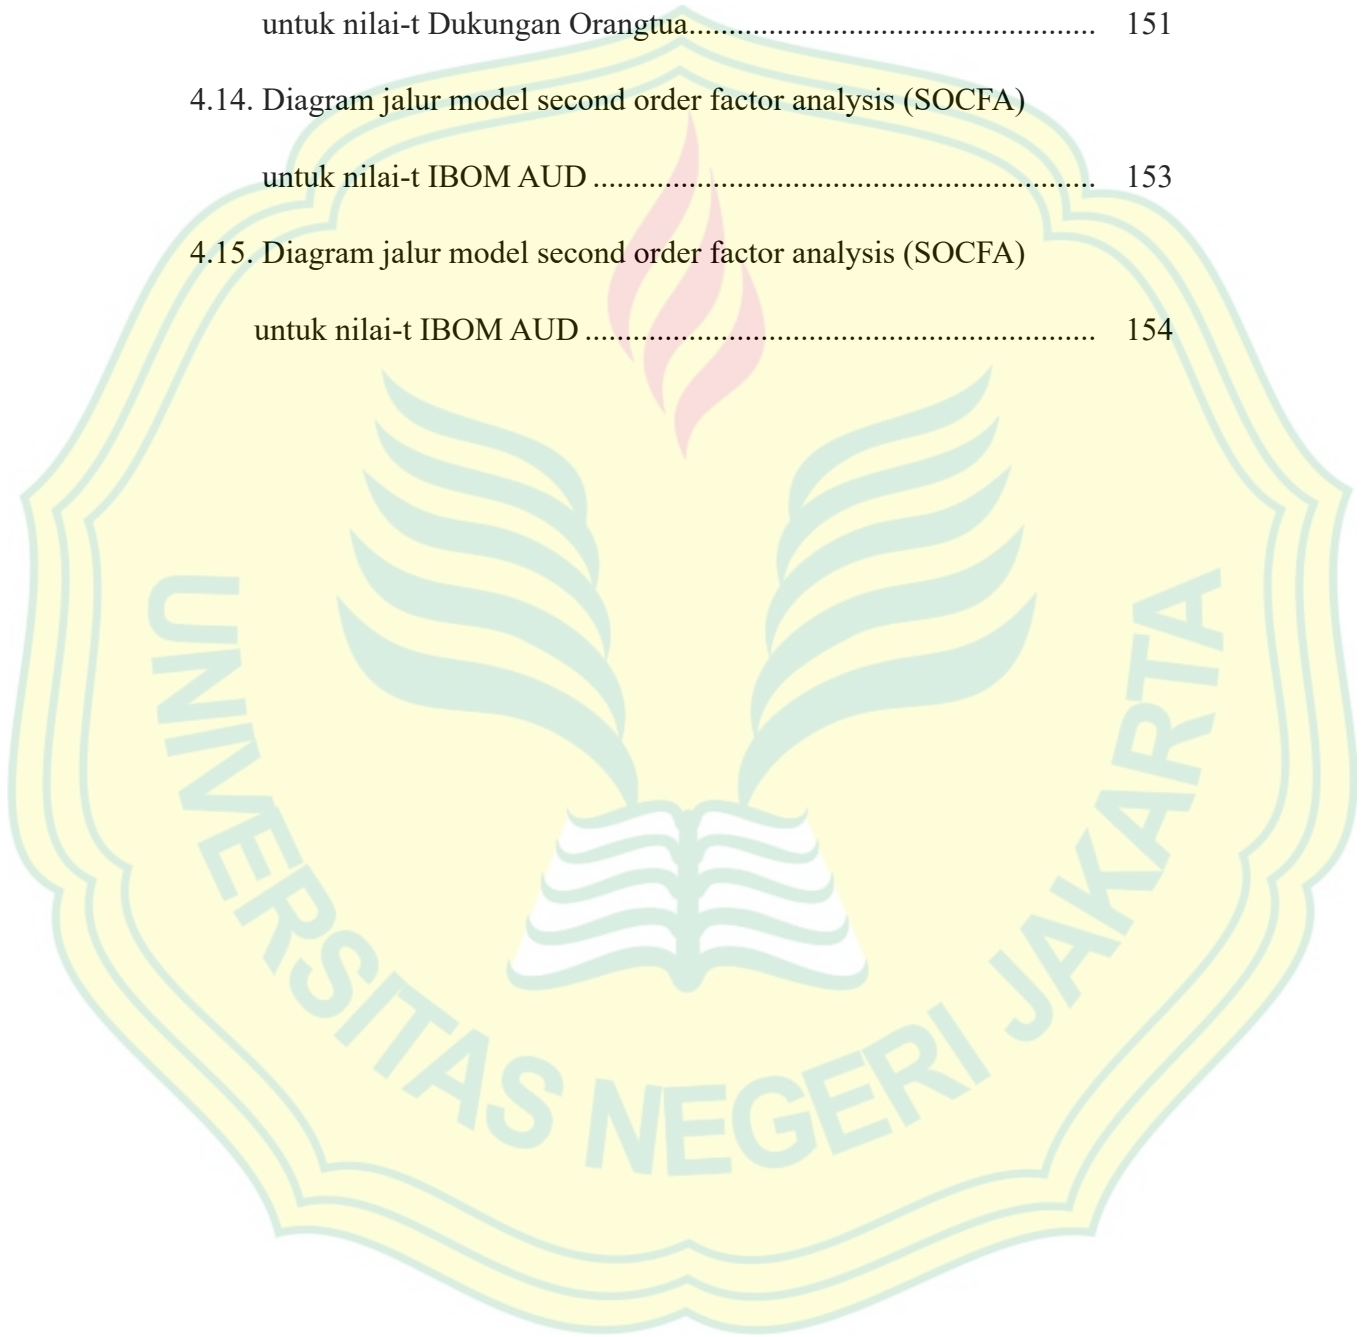 untuk nilai-t Dukungan Orangtua................................................... 151
4.14. Diagram jalur model second order factor analysis (SOCFA)
untuk nilai-t IBOM AUD ............................................................... 153
4.15. Diagram jalur model second order factor analysis (SOCFA)
untuk nilai-t IBOM AUD ................................................................ 154
UNIVERSITAS NEGERI JAKARTA